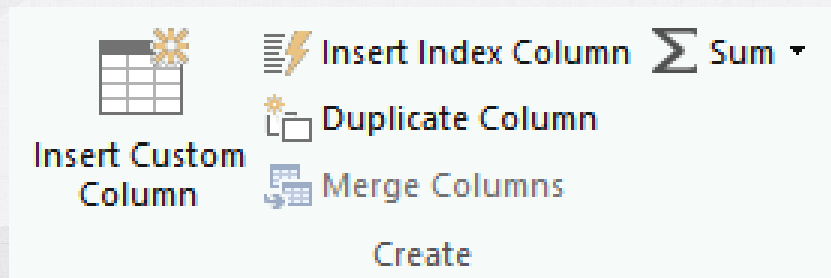 Insert Custom
Column
Insert Index Column
Duplicate Column
Merge Columns
Sum
Create